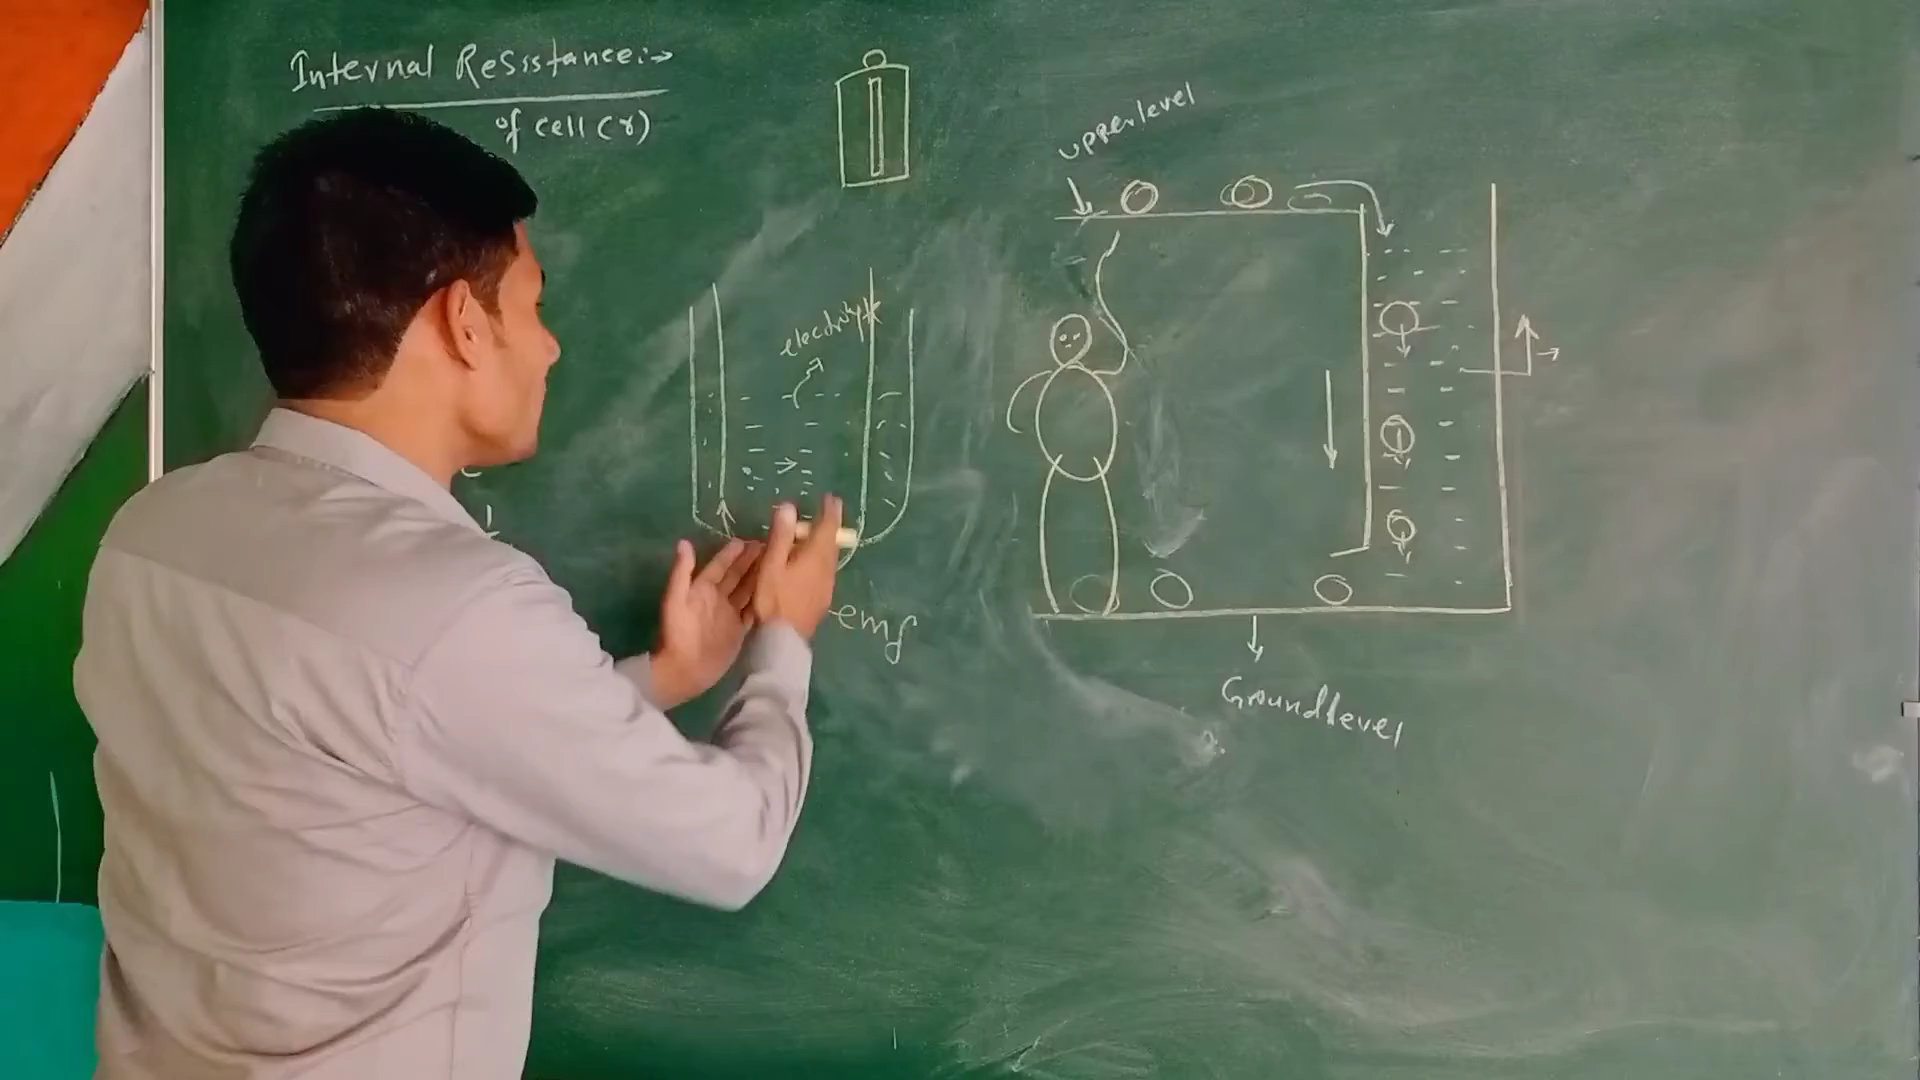 Internal Resistance:→
of cell (r)
upperlevel
electrolyte
emf
Groundlevel